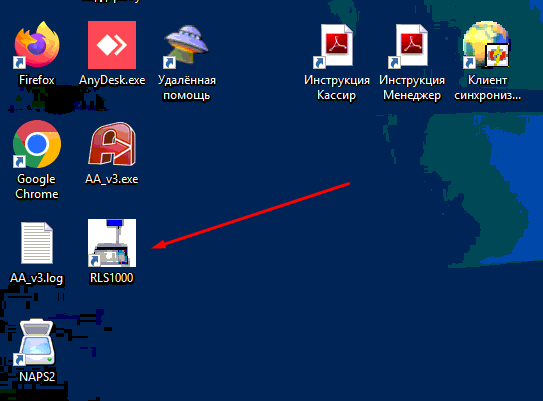 Firefox
AnyDesk.exe
Удалённая
помощь
Инструкция
Кассир
Инструкция
Менеджер
Клиент
синхрониз...
Google
Chrome
AA_v3.exe
AA_v3.log
RLS1000
NAPS2